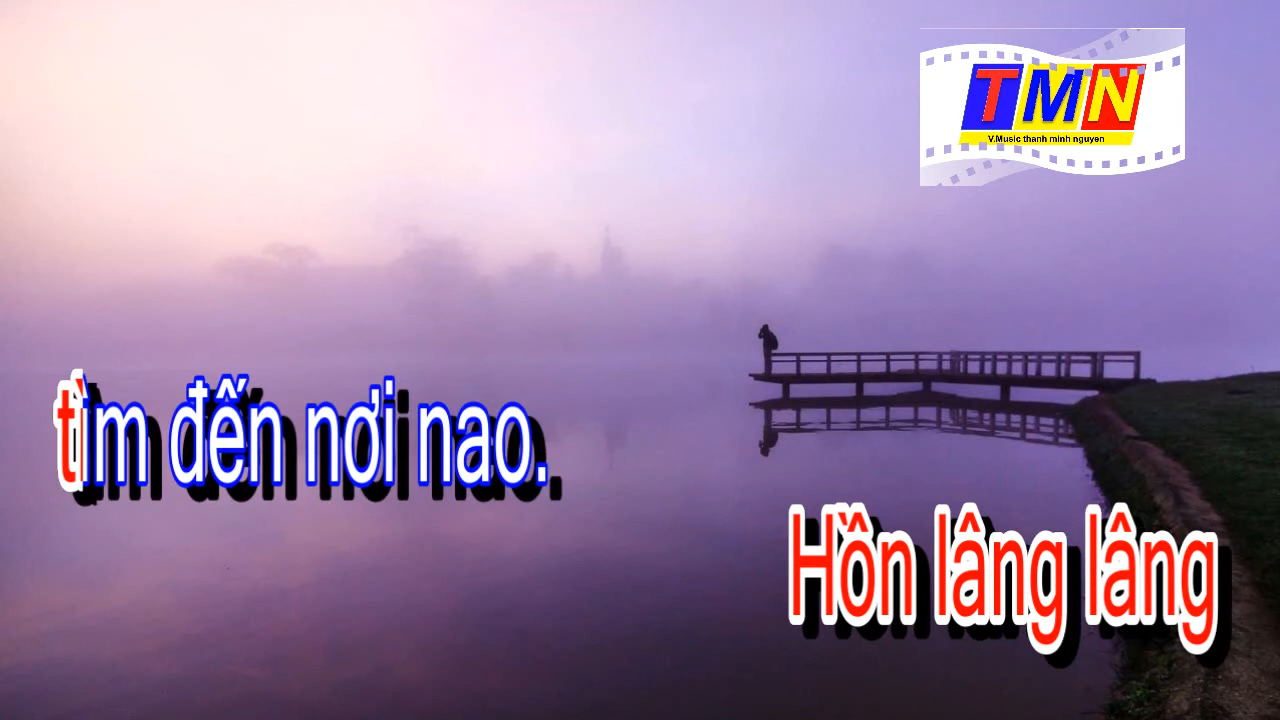 TMN
V.Music thanh minh nguyen
tìm đến nơi nao.
Hồn lâng lâng